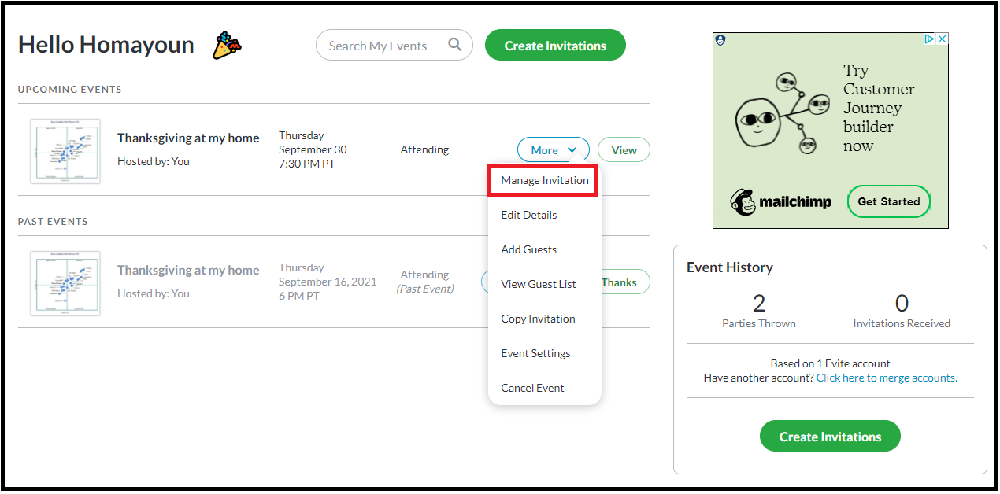 Hello Homayoun
Search My Events
Create Invitations
UPCOMING EVENTS
Thanksgiving at my home
Hosted by: You
Thursday
September 30
7:30 PM PT
Attending
More
View
Manage Invitation
Edit Details
Add Guests
View Guest List
Copy Invitation
Event Settings
Cancel Event
PAST EVENTS
Thanksgiving at my home
Hosted by: You
Thursday
September 16, 2021
6 PM PT
Attending
(Past Event)
Thanks
Try
Customer
Journey
builder
now
mailchimp
Get Started
Event History
2
Parties Thrown
0
Invitations Received
Based on 1 Evite account
Have another account? Click here to merge accounts.
Create Invitations